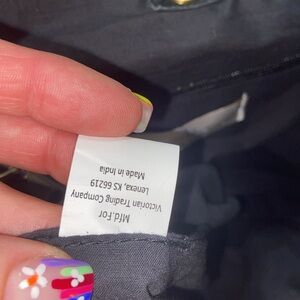 Mfd.For
Victorian Trading Company
Lenexa, KS 66219
Made in India